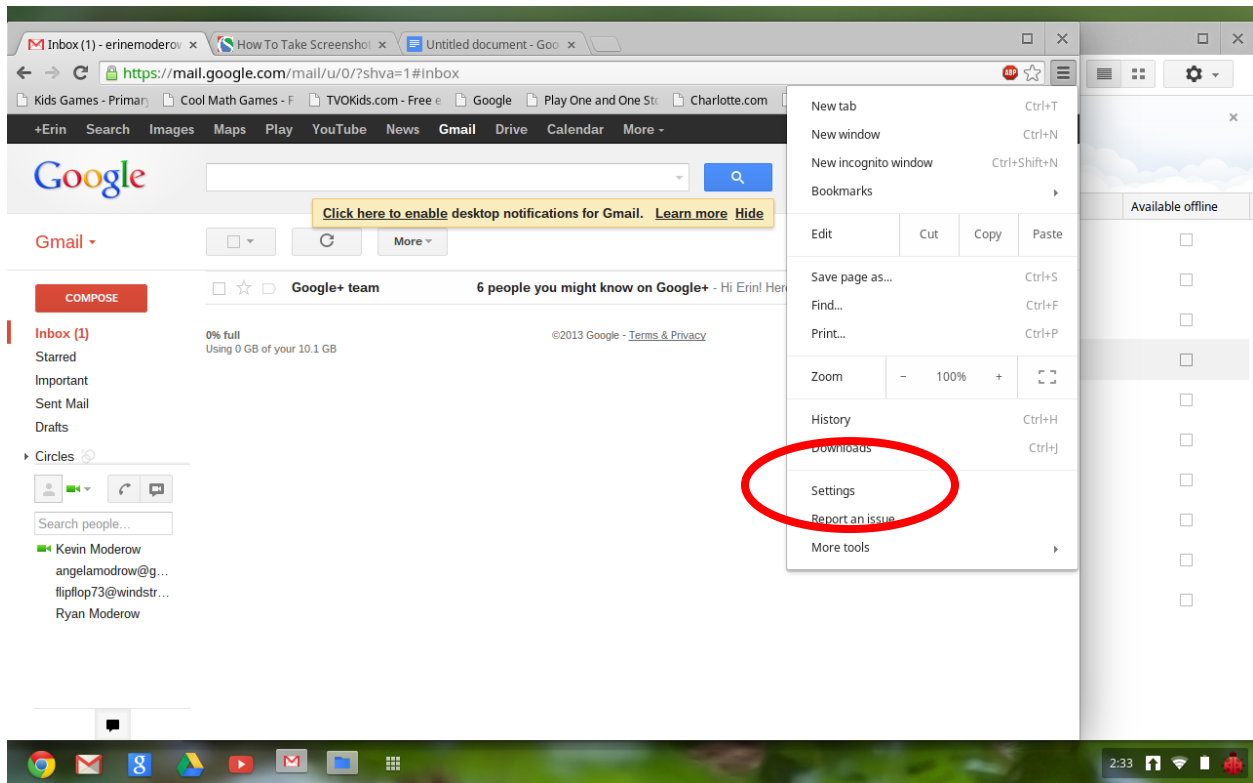 Inbox (1) - erinemoderov × How To Take Screenshot × Untitled document - Goo ×
https://mail.google.com/mail/u/0/?shva=1#inbox ABP
Kids Games - Primary Cool Math Games - F TVOKids.com - Free e Google Play One and One Sto Charlotte.com
+Erin Search Images Maps Play YouTube News Gmail Drive Calendar More
Google
Click here to enable desktop notifications for Gmail. Learn more Hide
Gmail More
COMPOSE
Google+ team 6 people you might know on Google+ - Hi Erin! Her
Inbox (1)
Starred
Important
Sent Mail
Drafts
Circles
0% full
Using 0 GB of your 10.1 GB
©2013 Google - Terms & Privacy
Search people...
Kevin Moderow
angelamodrow@g...
flipflop73@windstr...
Ryan Moderow
New tab Ctrl+T
New window Ctrl+N
New incognito window Ctrl+Shift+N
Bookmarks
Edit Cut Copy Paste
Save page as... Ctrl+S
Find... Ctrl+F
Print... Ctrl+P
Zoom − 100% +
History Ctrl+H
Downloads Ctrl+J
Settings
Report an issue
More tools
Available offline
8
2:33